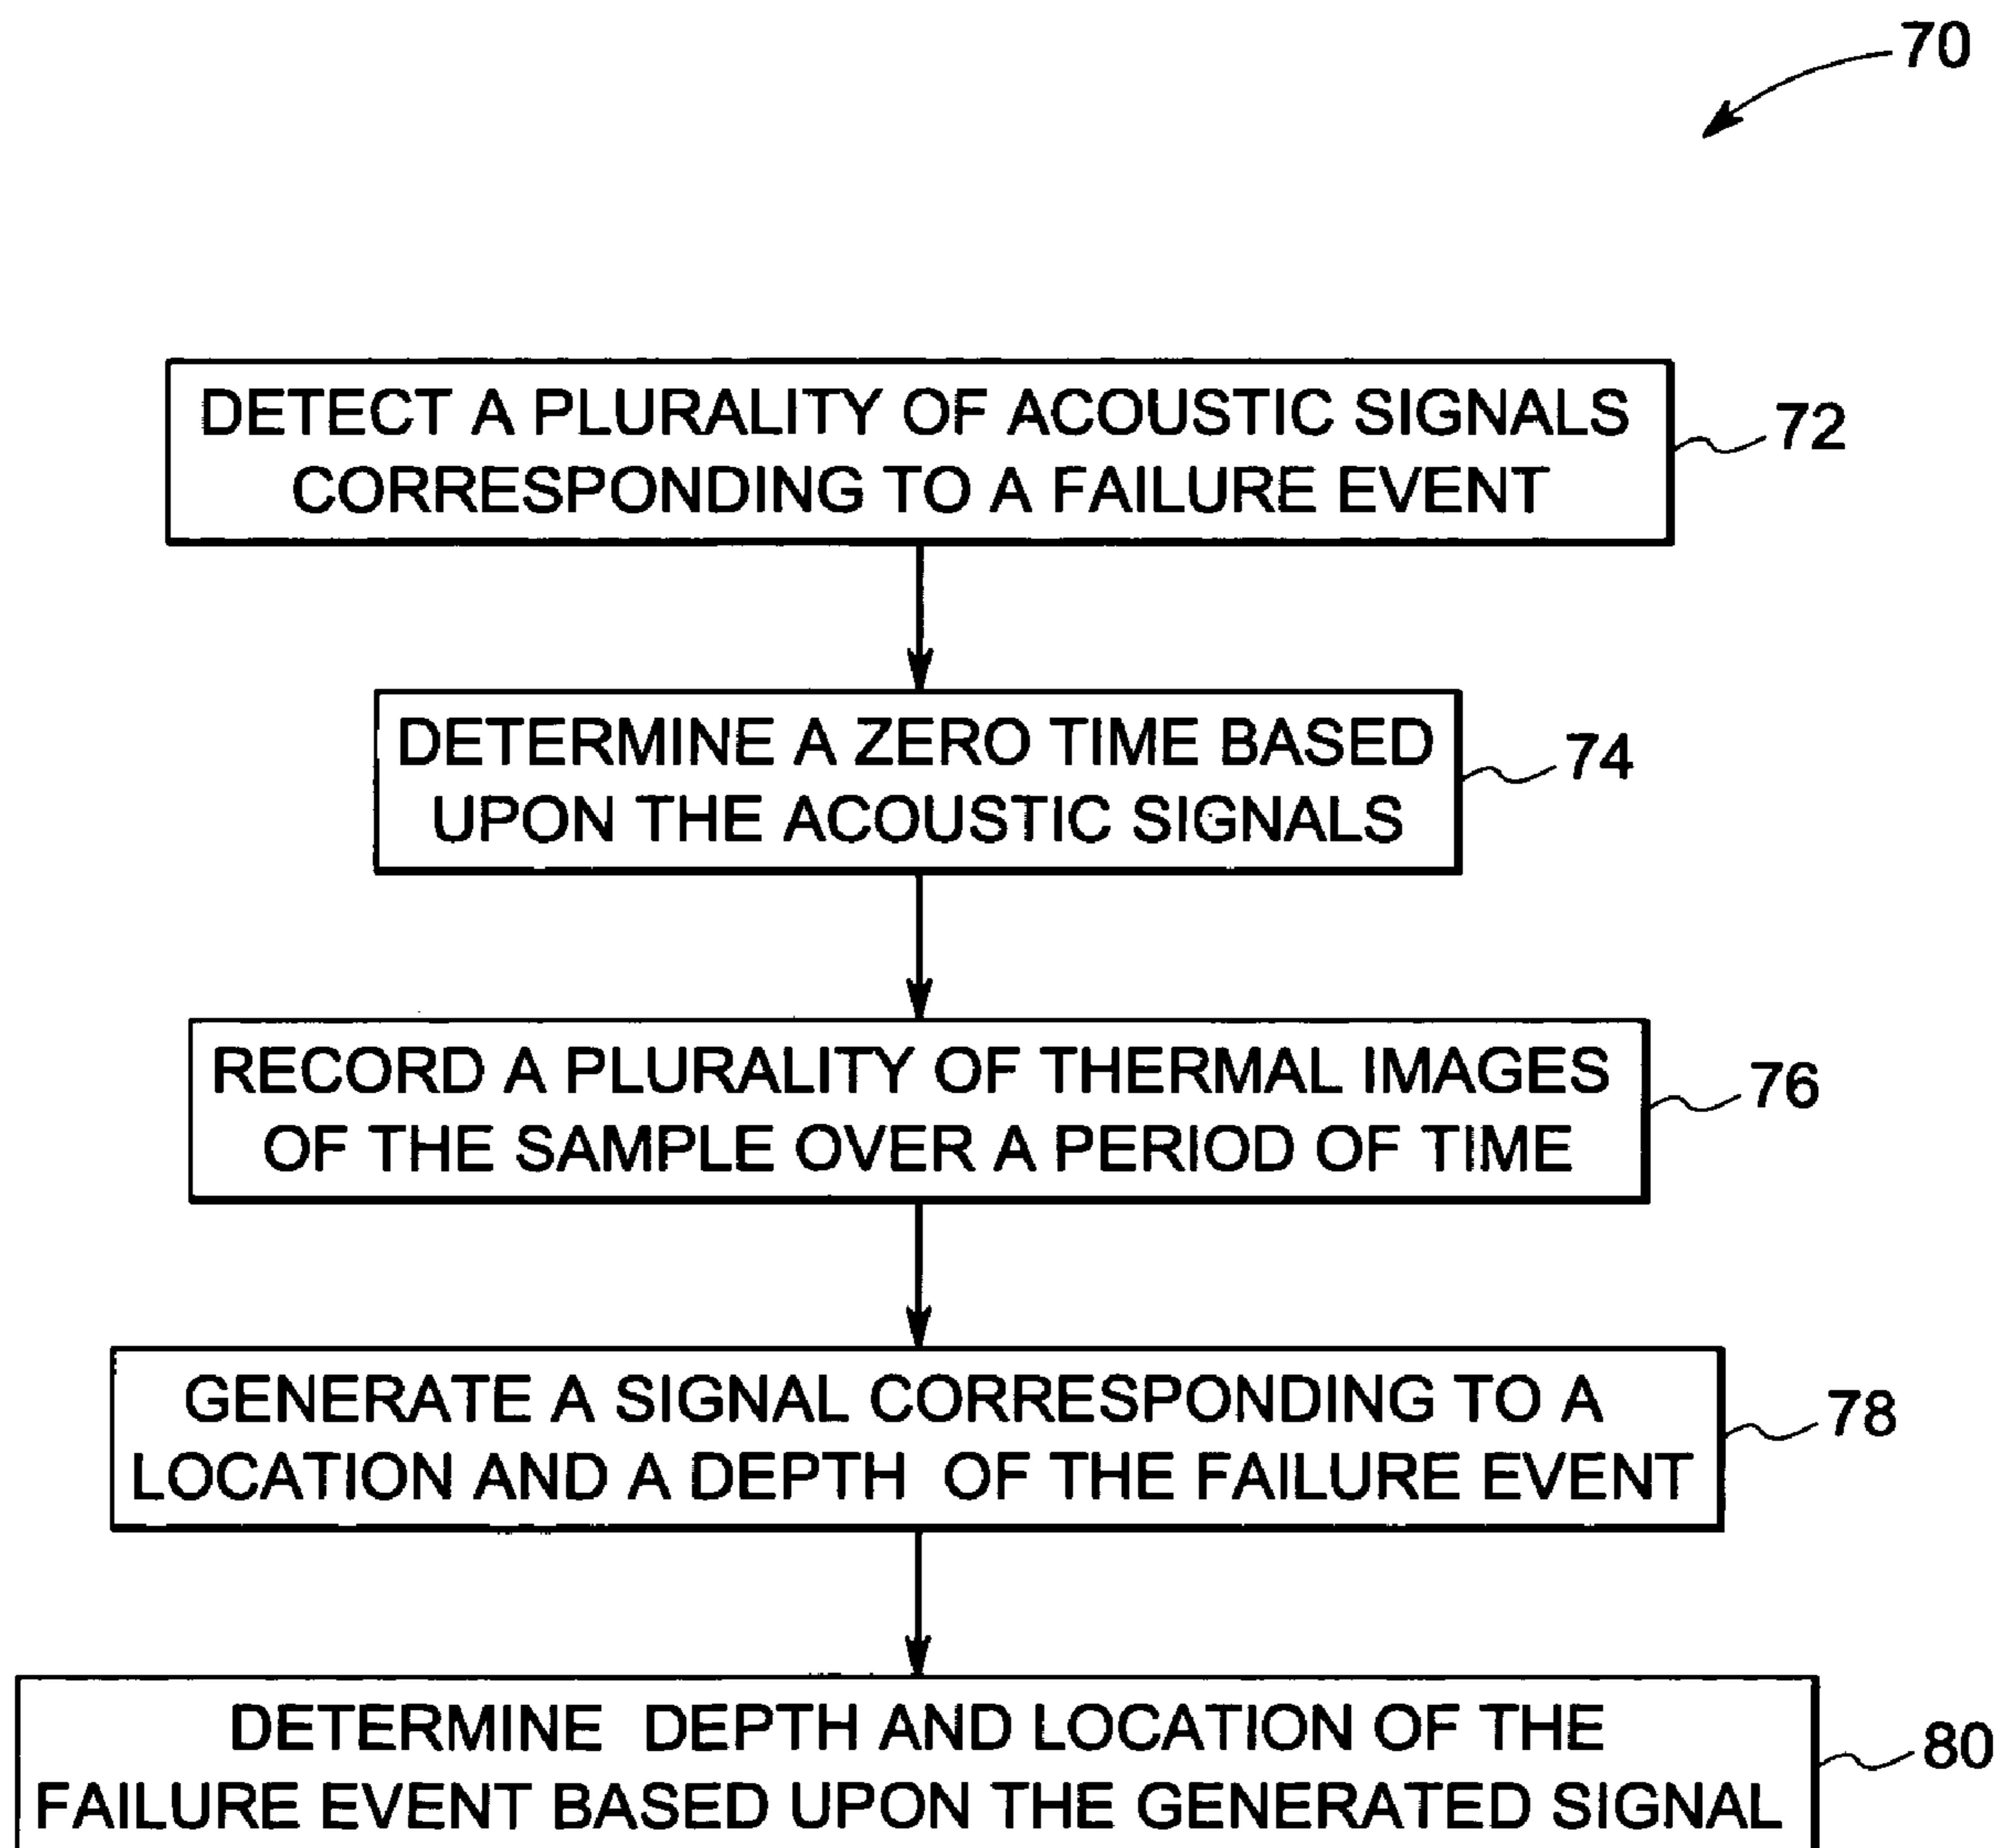 70
DETECT A PLURALITY OF ACOUSTIC SIGNALS
CORRESPONDING TO A FAILURE EVENT
72
DETERMINE A ZERO TIME BASED
UPON THE ACOUSTIC SIGNALS
74
RECORD A PLURALITY OF THERMAL IMAGES
OF THE SAMPLE OVER A PERIOD OF TIME
76
GENERATE A SIGNAL CORRESPONDING TO A
LOCATION AND A DEPTH OF THE FAILURE EVENT
78
DETERMINE DEPTH AND LOCATION OF THE
FAILURE EVENT BASED UPON THE GENERATED SIGNAL
80